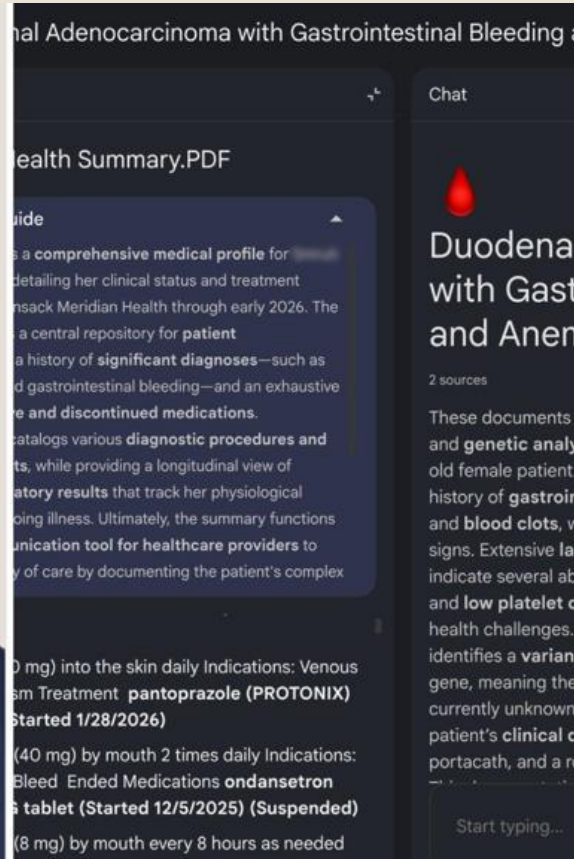 nal Adenocarcinoma with Gastrointestinal Bleeding a
Health Summary.PDF
uide
s a comprehensive medical profile for
detailing her clinical status and treatment
nsack Meridian Health through early 2026. The
a central repository for patient
a history of significant diagnoses—such as
d gastrointestinal bleeding—and an exhaustive
ve and discontinued medications.
catalogs various diagnostic procedures and
ts, while providing a longitudinal view of
atory results that track her physiological
oing illness. Ultimately, the summary functions
unication tool for healthcare providers to
y of care by documenting the patient's complex
0 mg) into the skin daily Indications: Venous
sm Treatment pantoprazole (PROTONIX)
Started 1/28/2026)
(40 mg) by mouth 2 times daily Indications:
Bleed Ended Medications ondansetron
tablet (Started 12/5/2025) (Suspended)
(8 mg) by mouth every 8 hours as needed
Chat
Duodena
with Gast
and Anem
2 sources
These documents
and genetic analy
old female patient
history of gastroin
and blood clots, w
signs. Extensive la
indicate several ab
and low platelet c
health challenges.
identifies a varian
gene, meaning the
currently unknown
patient's clinical c
portacath, and a re
Start typing...